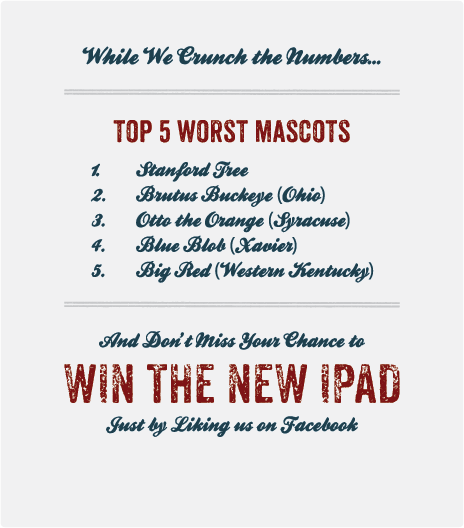 While We Crunch the Numbers...
TOP 5 WORST MASCOTS
1. Stanford Tree
2. Brutus Buckeye (Ohio)
3. Otto the Orange (Syracuse)
4. Blue Blob (Xavier)
5. Big Red (Western Kentucky)
And Don't Miss Your Chance to
WIN THE NEW IPAD
Just by Liking us on Facebook